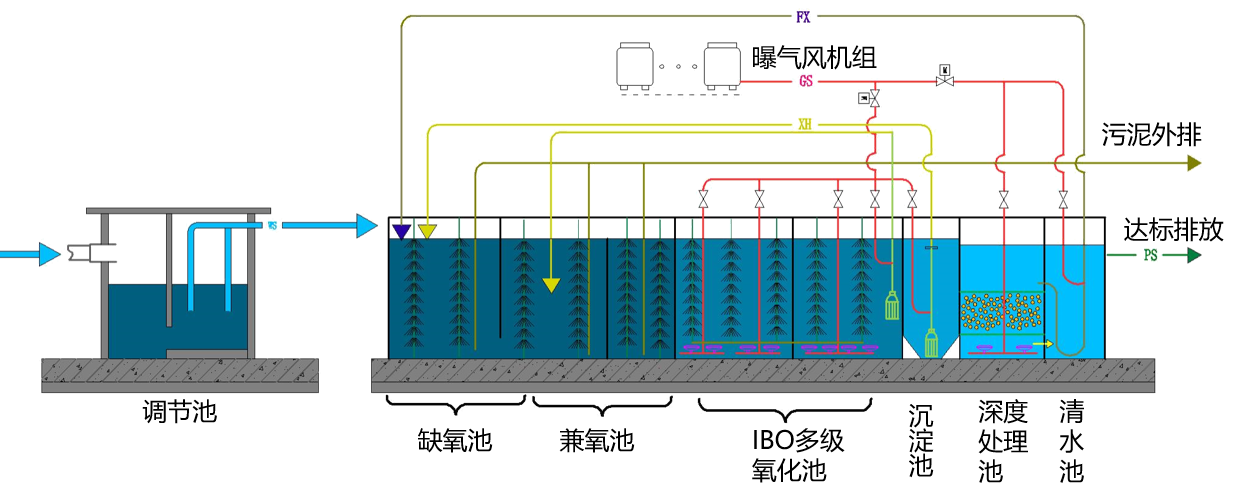 FX
曝气风机组
GS
XH
污泥外排
WS
达标排放
PS
调节池
缺氧池
兼氧池
IBO多级
氧化池
沉
淀
池
深度
处理
池
清
水
池